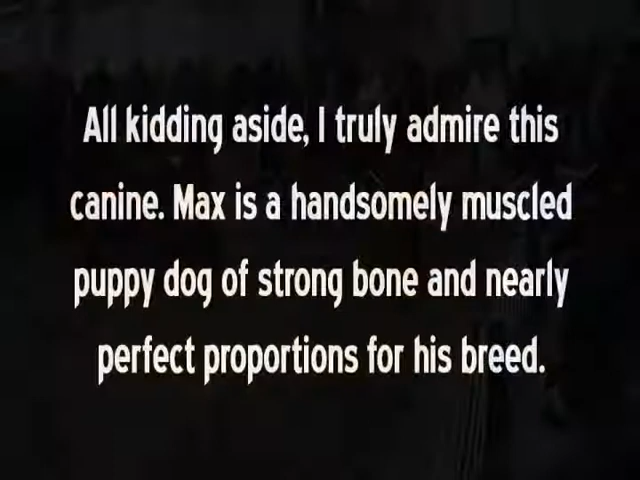 All kidding aside, I truly admire this
canine. Max is a handsomely muscled
puppy dog of strong bone and nearly
perfect proportions for his breed.